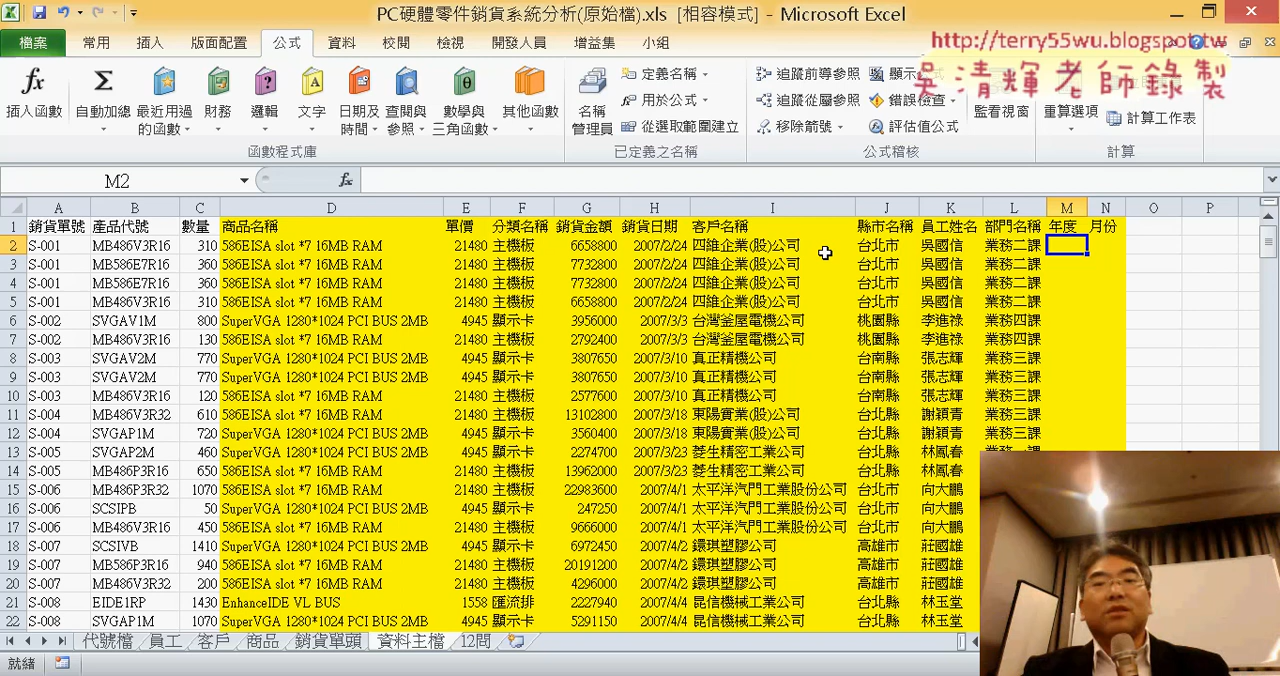 PC硬體零件銷貨系統分析(原始檔).xls [相容模式] - Microsoft Excel
檔案 常用 插入 版面配置 公式 資料 校閱 檢視 開發人員 增益集 小組
http://terry55wu.blogspot.tw
吳清輝老師錄製
插入函數 自動加總 最近用過的函數 財務 邏輯 文字 日期及時間 查閱與參照 數學與三角函數 其他函數 名稱管理員
定義名稱
用於公式
從選取範圍建立
追蹤前導參照
追蹤從屬參照
移除箭號
顯示公式
錯誤檢查
評估值公式
監看視窗 重算選項
計算工作表
函數程式庫 已定義之名稱 公式稽核 計算
M2 fx
A B C D E F G H I J K L M N O P
1 銷貨單號 產品代號 數量 商品名稱 單價 分類名稱 銷貨金額 銷貨日期 客戶名稱 縣市名稱 員工姓名 部門名稱 年度 月份
2 S-001 MB486V3R16 310 586EISA slot *7 16MB RAM 21480 主機板 6658800 2007/2/24 四維企業(股)公司 台北市 吳國信 業務二課
3 S-001 MB586E7R16 360 586EISA slot *7 16MB RAM 21480 主機板 7732800 2007/2/24 四維企業(股)公司 台北市 吳國信 業務二課
4 S-001 MB586E7R16 360 586EISA slot *7 16MB RAM 21480 主機板 7732800 2007/2/24 四維企業(股)公司 台北市 吳國信 業務二課
5 S-001 MB486V3R16 310 586EISA slot *7 16MB RAM 21480 主機板 6658800 2007/2/24 四維企業(股)公司 台北市 吳國信 業務二課
6 S-002 SVGAV1M 800 SuperVGA 1280*1024 PCI BUS 2MB 4945 顯示卡 3956000 2007/3/3 台灣釜屋電機公司 桃園縣 李進祿 業務四課
7 S-002 MB486V3R16 130 586EISA slot *7 16MB RAM 21480 主機板 2792400 2007/3/3 台灣釜屋電機公司 桃園縣 李進祿 業務四課
8 S-003 SVGAV2M 770 SuperVGA 1280*1024 PCI BUS 2MB 4945 顯示卡 3807650 2007/3/10 真正精機公司 台南縣 張志輝 業務三課
9 S-003 SVGAV2M 770 SuperVGA 1280*1024 PCI BUS 2MB 4945 顯示卡 3807650 2007/3/10 真正精機公司 台南縣 張志輝 業務三課
10 S-003 MB486V3R16 120 586EISA slot *7 16MB RAM 21480 主機板 2577600 2007/3/10 真正精機公司 台南縣 張志輝 業務三課
11 S-004 MB486V3R32 610 586EISA slot *7 16MB RAM 21480 主機板 13102800 2007/3/18 東陽實業(股)公司 台北縣 謝穎青 業務三課
12 S-004 SVGAP1M 720 SuperVGA 1280*1024 PCI BUS 2MB 4945 顯示卡 3560400 2007/3/18 東陽實業(股)公司 台北縣 謝穎青 業務三課
13 S-005 SVGAP2M 460 SuperVGA 1280*1024 PCI BUS 2MB 4945 顯示卡 2274700 2007/3/23 菱生精密工業公司 台北縣 林鳳春
14 S-005 MB486P3R16 650 586EISA slot *7 16MB RAM 21480 主機板 13962000 2007/3/23 菱生精密工業公司 台北縣 林鳳春
15 S-006 MB486P3R32 1070 586EISA slot *7 16MB RAM 21480 主機板 22983600 2007/4/1 太平洋汽門工業股份公司 台北市 向大鵬
16 S-006 SCSIPB 50 SuperVGA 1280*1024 PCI BUS 2MB 4945 顯示卡 247250 2007/4/1 太平洋汽門工業股份公司 台北市 向大鵬
17 S-006 MB486V3R16 450 586EISA slot *7 16MB RAM 21480 主機板 9666000 2007/4/1 太平洋汽門工業股份公司 台北市 向大鵬
18 S-007 SCSIVB 1410 SuperVGA 1280*1024 PCI BUS 2MB 4945 顯示卡 6972450 2007/4/2 鐶琪塑膠公司 高雄市 莊國雄
19 S-007 MB586P3R16 940 586EISA slot *7 16MB RAM 21480 主機板 20191200 2007/4/2 鐶琪塑膠公司 高雄市 莊國雄
20 S-007 MB486V3R32 200 586EISA slot *7 16MB RAM 21480 主機板 4296000 2007/4/2 鐶琪塑膠公司 高雄市 莊國雄
21 S-008 EIDE1RP 1430 EnhanceIDE VL BUS 1558 匯流排 2227940 2007/4/4 昆信機械工業公司 台北縣 林玉堂
22 S-008 SVGAP1M 1070 SuperVGA 1280*1024 PCI BUS 2MB 4945 顯示卡 5291150 2007/4/4 昆信機械工業公司 台北縣 林玉堂
代號檔 員工 客戶 商品 銷貨單頭 資料主檔 12問
就緒